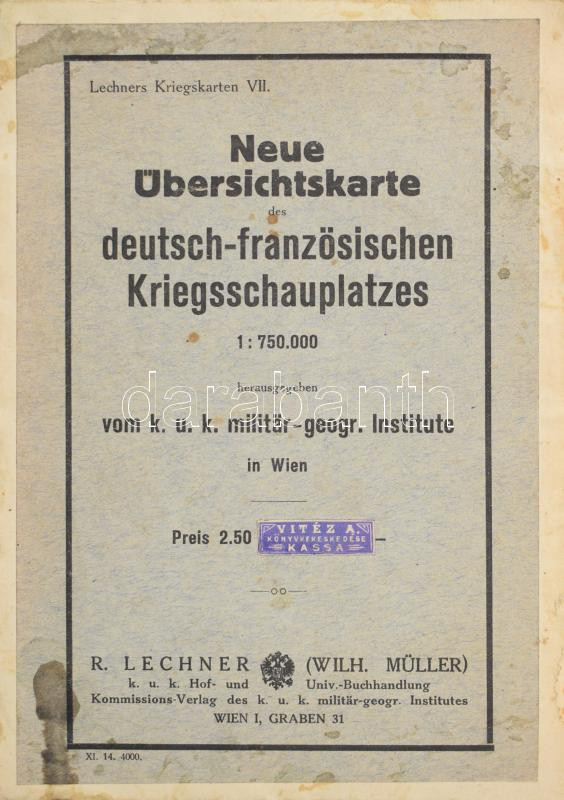 Lechners Kriegskarten VII.
Neue
Übersichtskarte
des
deutsch-französischen
Kriegsschauplatzes
1 : 750.000
herausgegeben
darabanth
vom k. u. k. militär-geogr. Institute
in Wien
Preis 2.50 –
VITÉZ A.
KÖNYVKERESKEDÉSE
KASSA
R. LECHNER (WILH. MÜLLER)
k. u. k. Hof- und Univ.-Buchhandlung
Kommissions-Verlag des k. u. k. militär-geogr. Institutes
WIEN I, GRABEN 31
XI. 14. 4000.